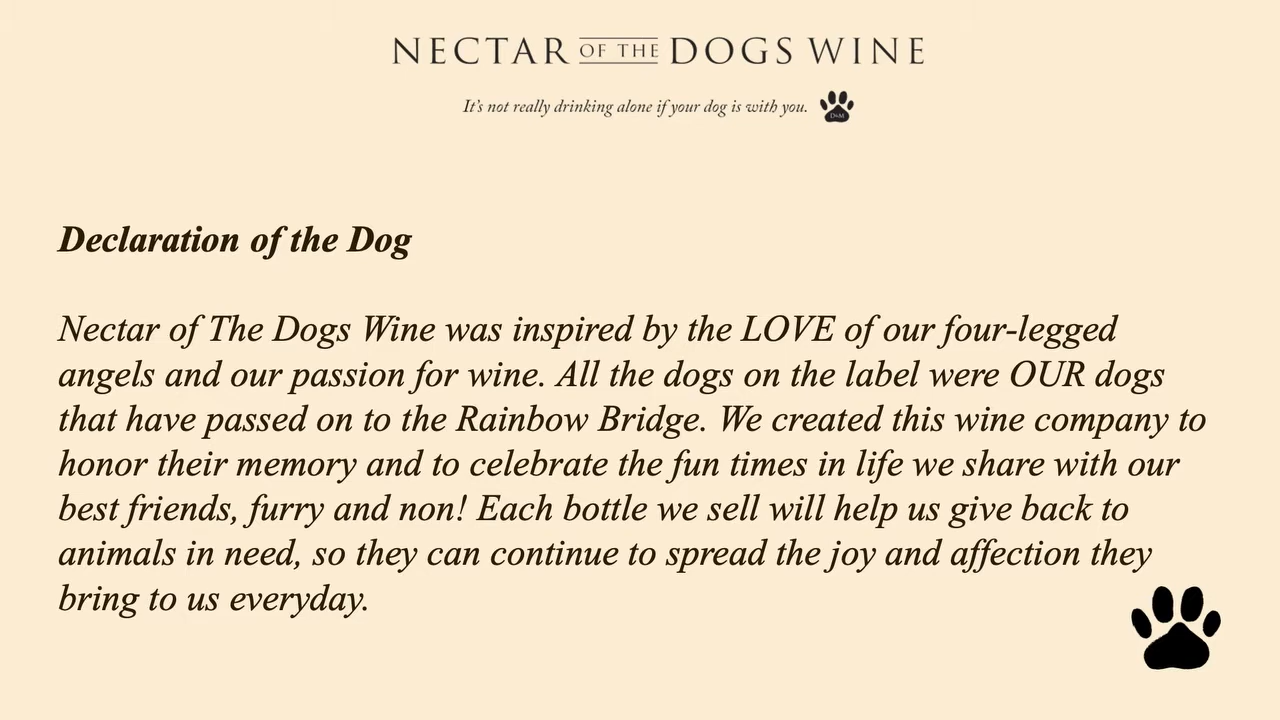 NECTAR OF THE DOGS WINE
It's not really drinking alone if your dog is with you.
Declaration of the Dog
Nectar of The Dogs Wine was inspired by the LOVE of our four-legged
angels and our passion for wine. All the dogs on the label were OUR dogs
that have passed on to the Rainbow Bridge. We created this wine company to
honor their memory and to celebrate the fun times in life we share with our
best friends, furry and non! Each bottle we sell will help us give back to
animals in need, so they can continue to spread the joy and affection they
bring to us everyday.